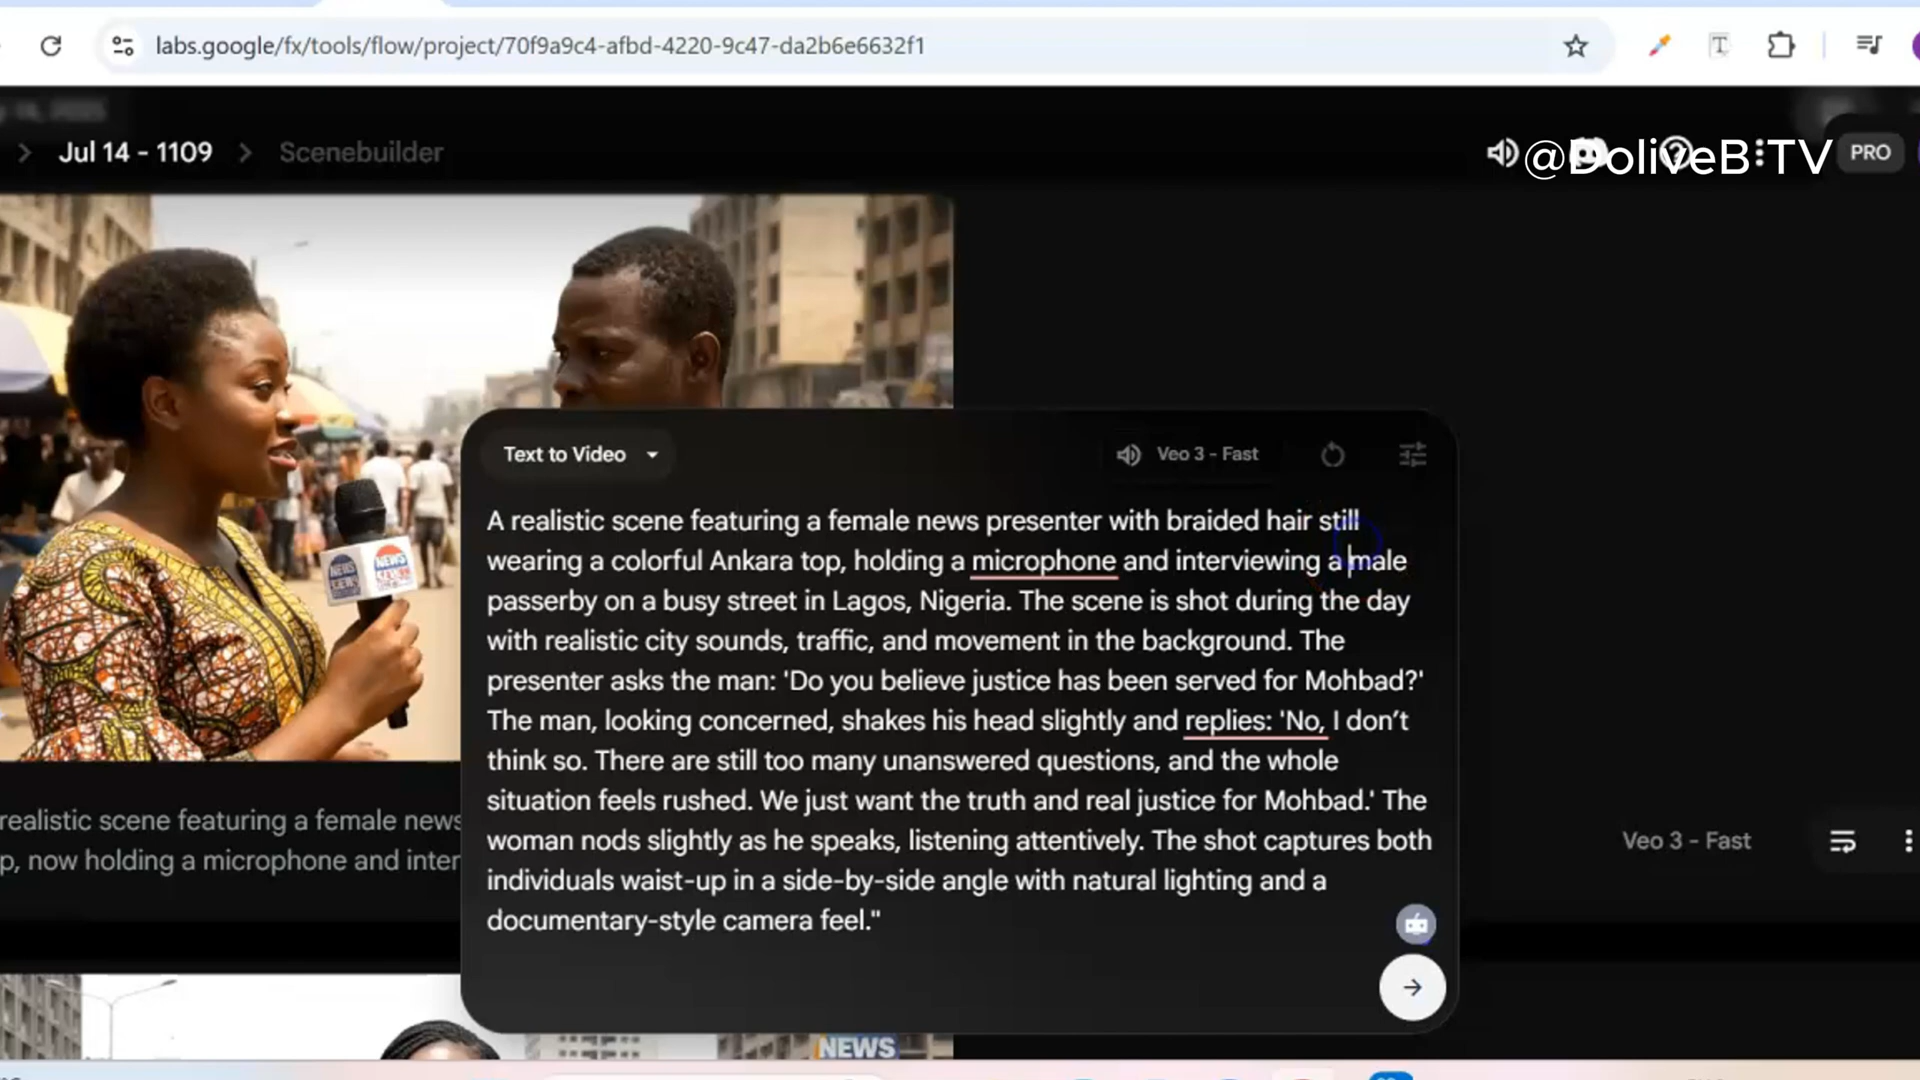 labs.google/fx/tools/flow/project/70f9a9c4-afbd-4220-9c47-da2b6e6632f1
Jul 14 - 1109 > Scenebuilder
@DoliveB TV
PRO
NEWS
NEWS
Text to Video
Veo 3 - Fast
A realistic scene featuring a female news presenter with braided hair still
wearing a colorful Ankara top, holding a microphone and interviewing a male
passerby on a busy street in Lagos, Nigeria. The scene is shot during the day
with realistic city sounds, traffic, and movement in the background. The
presenter asks the man: 'Do you believe justice has been served for Mohbad?'
The man, looking concerned, shakes his head slightly and replies: 'No, I don’t
think so. There are still too many unanswered questions, and the whole
situation feels rushed. We just want the truth and real justice for Mohbad.' The
woman nods slightly as he speaks, listening attentively. The shot captures both
individuals waist-up in a side-by-side angle with natural lighting and a
documentary-style camera feel."
realistic scene featuring a female news
p, now holding a microphone and inter
Veo 3 - Fast
NEWS